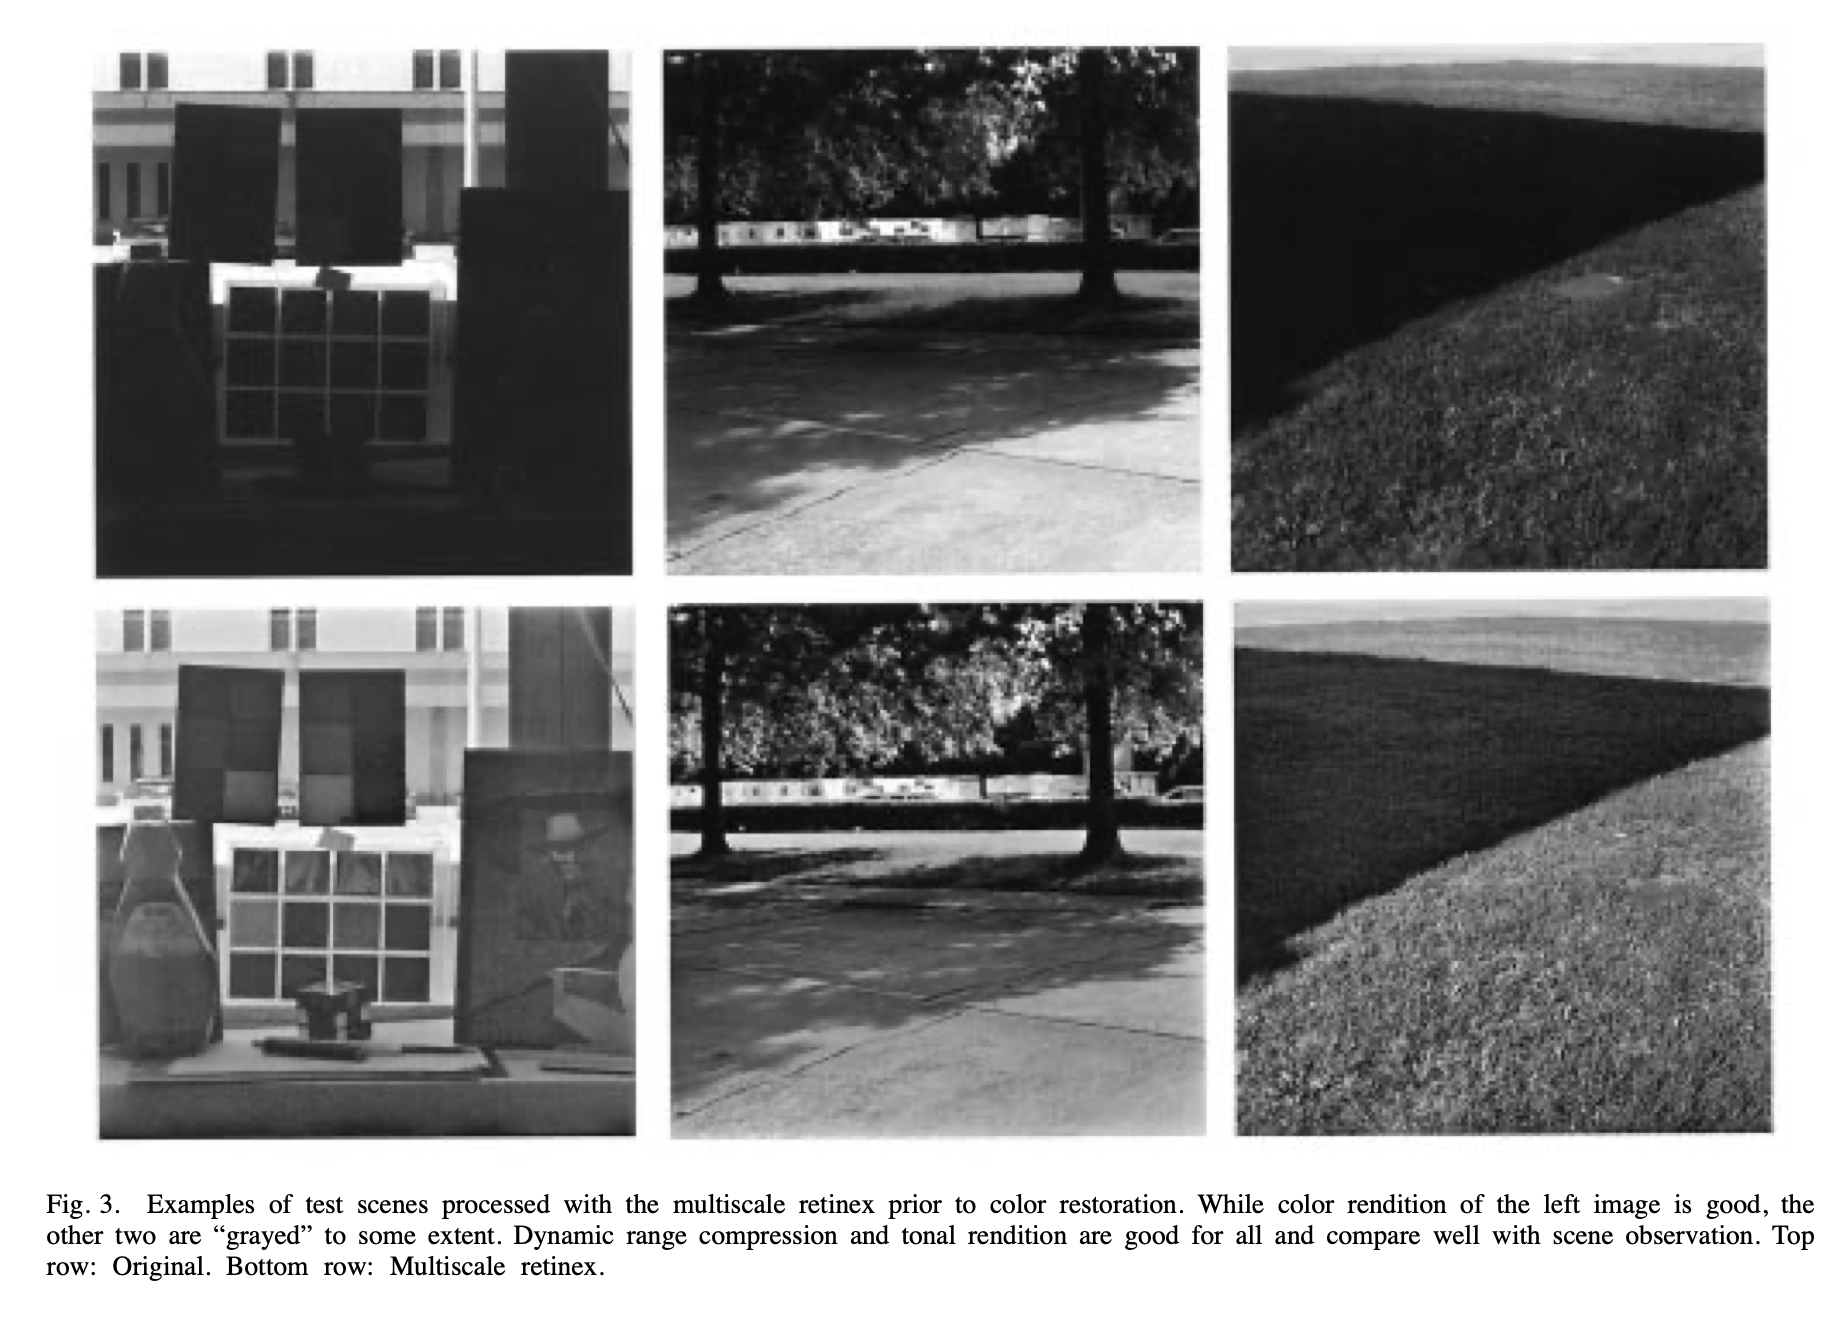 Fig. 3. Examples of test scenes processed with the multiscale retinex prior to color restoration. While color rendition of the left image is good, the
other two are “grayed” to some extent. Dynamic range compression and tonal rendition are good for all and compare well with scene observation. Top
row: Original. Bottom row: Multiscale retinex.